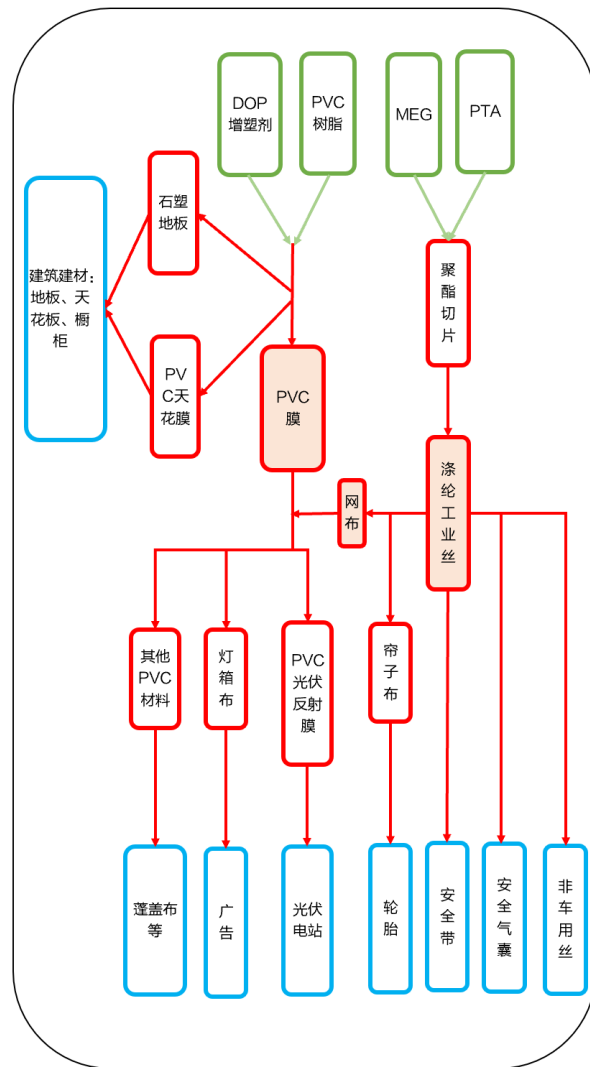 DOP
增塑剂
PVC
树脂
MEG
PTA
石塑
地板
建筑建材：
地板、天
花板、橱
柜
PV
C天
花膜
PVC
膜
聚
酯
切
片
网
布
涤
纶
工
业
丝
其他
PVC
材料
灯
箱
布
PVC
光伏
反射
膜
帘
子
布
蓬盖布
等
广
告
光伏
电站
轮
胎
安
全
带
安
全
气
囊
非
车
用
丝